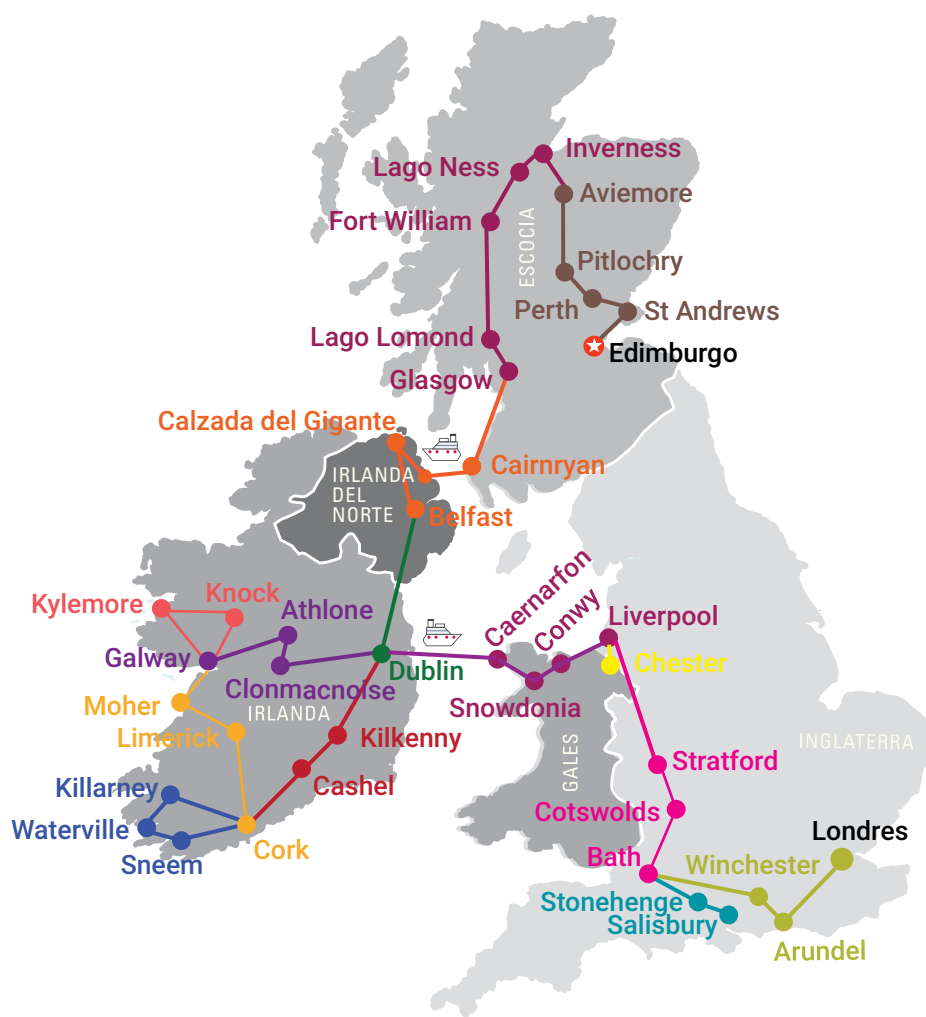 Inverness
Lago Ness
Aviemore
Fort William
ESCOCIA
Pitlochry
Perth
St Andrews
Lago Lomond
Edimburgo
Glasgow
Calzada del Gigante
Cairnryan
IRLANDA
DEL
NORTE
Belfast
Caernarfon
Conwy
Knock
Kylemore
Athlone
Liverpool
Galway
Dublin
Chester
Clonmacnoise
Snowdonia
Moher
IRLANDA
Limerick
Kilkenny
INGLATERRA
GALES
Stratford
Killarney
Cashel
Cotswolds
Waterville
Londres
Cork
Sneem
Bath
Winchester
Stonehenge
Salisbury
Arundel